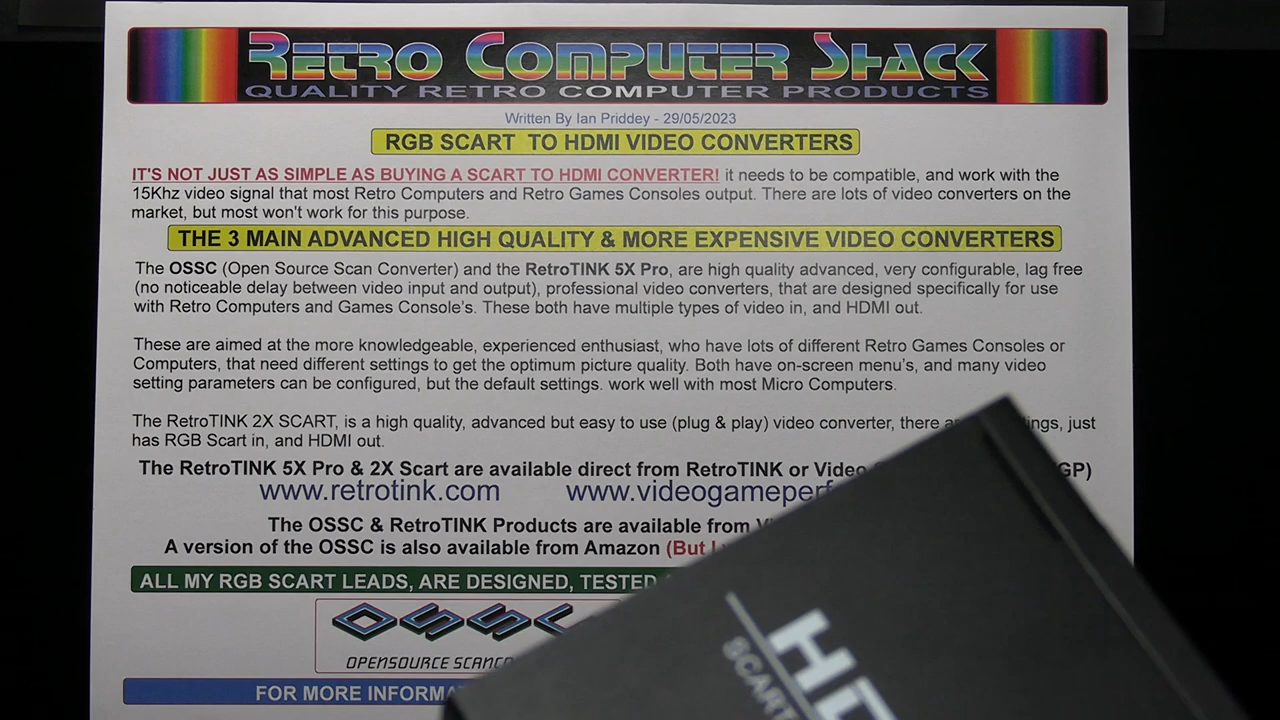 RETRO COMPUTER SHACK
QUALITY RETRO COMPUTER PRODUCTS
Written By Ian Priddey - 29/05/2023
RGB SCART TO HDMI VIDEO CONVERTERS
IT'S NOT JUST AS SIMPLE AS BUYING A SCART TO HDMI CONVERTER! it needs to be compatible, and work with the
15Khz video signal that most Retro Computers and Retro Games Consoles output. There are lots of video converters on the
market, but most won't work for this purpose.
THE 3 MAIN ADVANCED HIGH QUALITY & MORE EXPENSIVE VIDEO CONVERTERS
The OSSC (Open Source Scan Converter) and the RetroTINK 5X Pro, are high quality advanced, very configurable, lag free
(no noticeable delay between video input and output), professional video converters, that are designed specifically for use
with Retro Computers and Games Console's. These both have multiple types of video in, and HDMI out.
These are aimed at the more knowledgeable, experienced enthusiast, who have lots of different Retro Games Consoles or
Computers, that need different settings to get the optimum picture quality. Both have on-screen menu's, and many video
setting parameters can be configured, but the default settings. work well with most Micro Computers.
The RetroTINK 2X SCART, is a high quality, advanced but easy to use (plug & play) video converter, there just
has RGB Scart in, and HDMI out.
The RetroTINK 5X Pro & 2X Scart are available direct from RetroTINK or Video GP)
www.retrotink.com www.videogameperf
The OSSC & RetroTINK Products are available from
A version of the OSSC is also available from Amazon (But
ALL MY RGB SCART LEADS, ARE DESIGNED, TESTED
OSSC
OPENSOURCE SCANC
FOR MORE INFORMA
HD
SCART